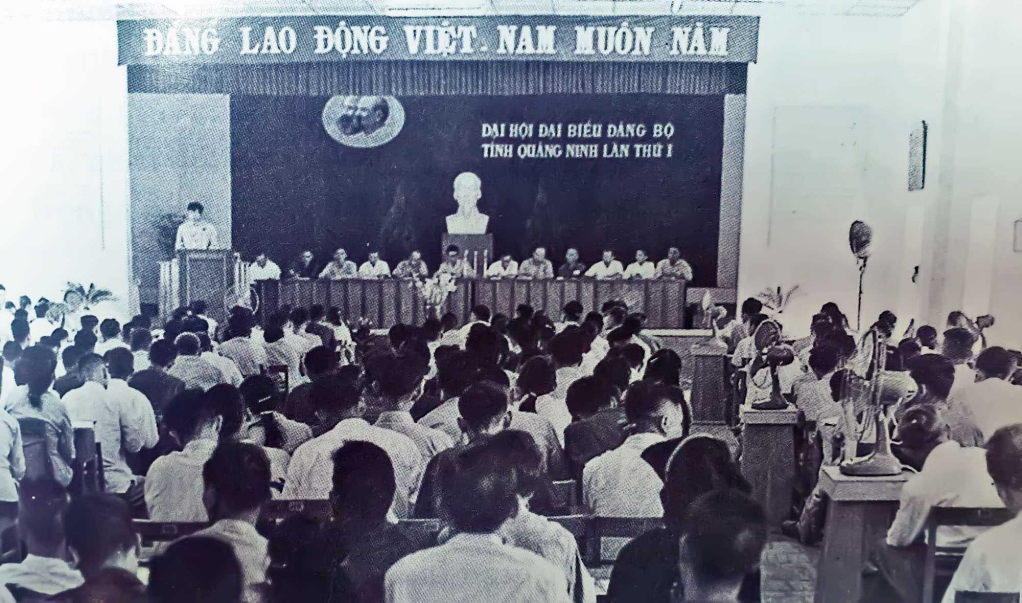 ĐẢNG LAO ĐỘNG VIỆT-NAM MUÔN NĂM
ĐẠI HỘI ĐẠI BIỂU ĐẢNG BỘ
TỈNH QUẢNG NINH LẦN THỨ I